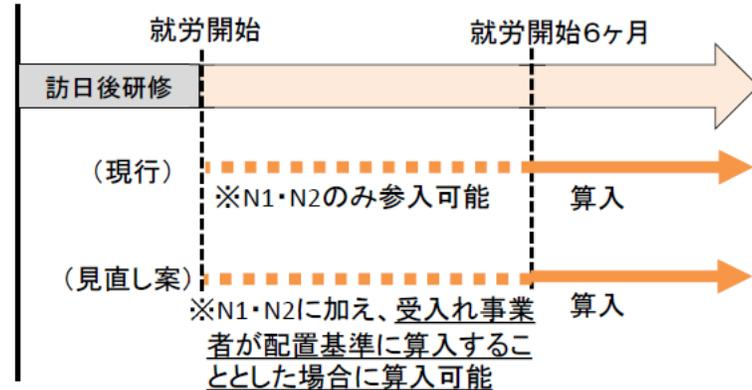 就労開始
就労開始6ヶ月
訪日後研修
(現行)
※N1・N2のみ参入可能
算入
(見直し案)
※N1・N2に加え、受入れ事業
者が配置基準に算入するこ
ととした場合に算入可能
算入